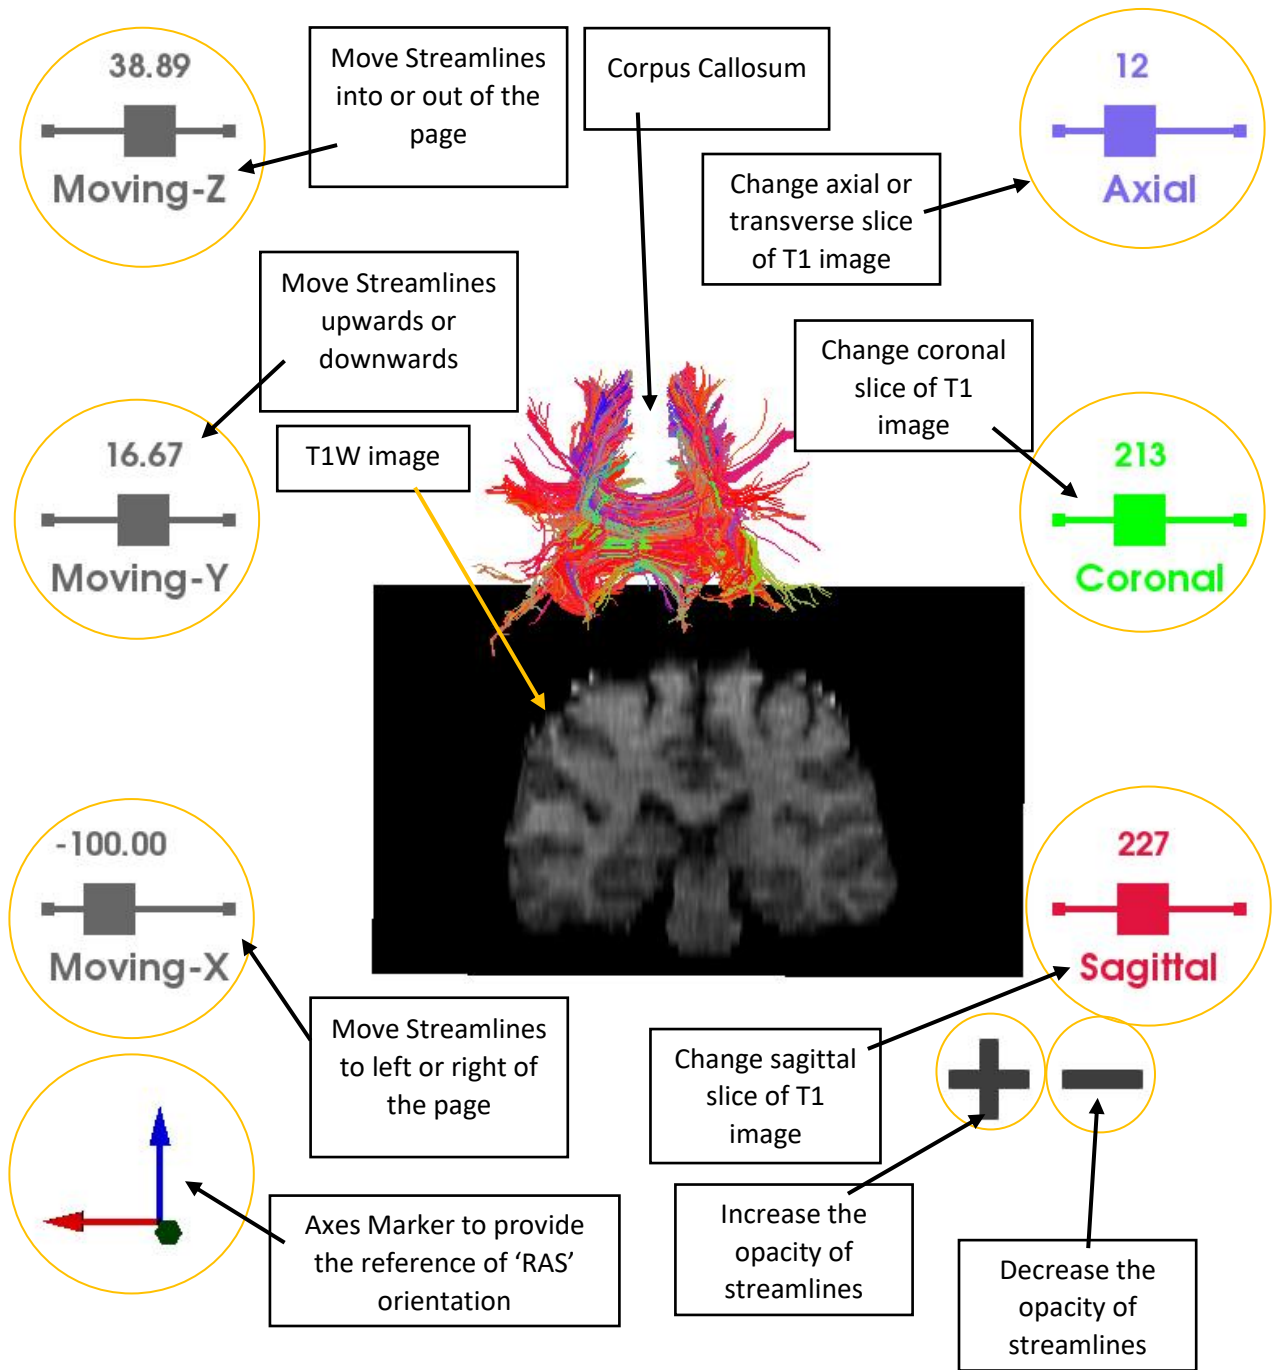 38.89
Moving-Z
Move Streamlines
into or out of the
page
Corpus Callosum
12
Axial
Change axial or
transverse slice
of T1 image
Move Streamlines
upwards or
downwards
Change coronal
slice of T1
image
16.67
Moving-Y
T1W image
213
Coronal
-100.00
Moving-X
227
Sagittal
Move Streamlines
to left or right of
the page
Change sagittal
slice of T1
image
Axes Marker to provide
the reference of ‘RAS’
orientation
Increase the
opacity of
streamlines
Decrease the
opacity of
streamlines